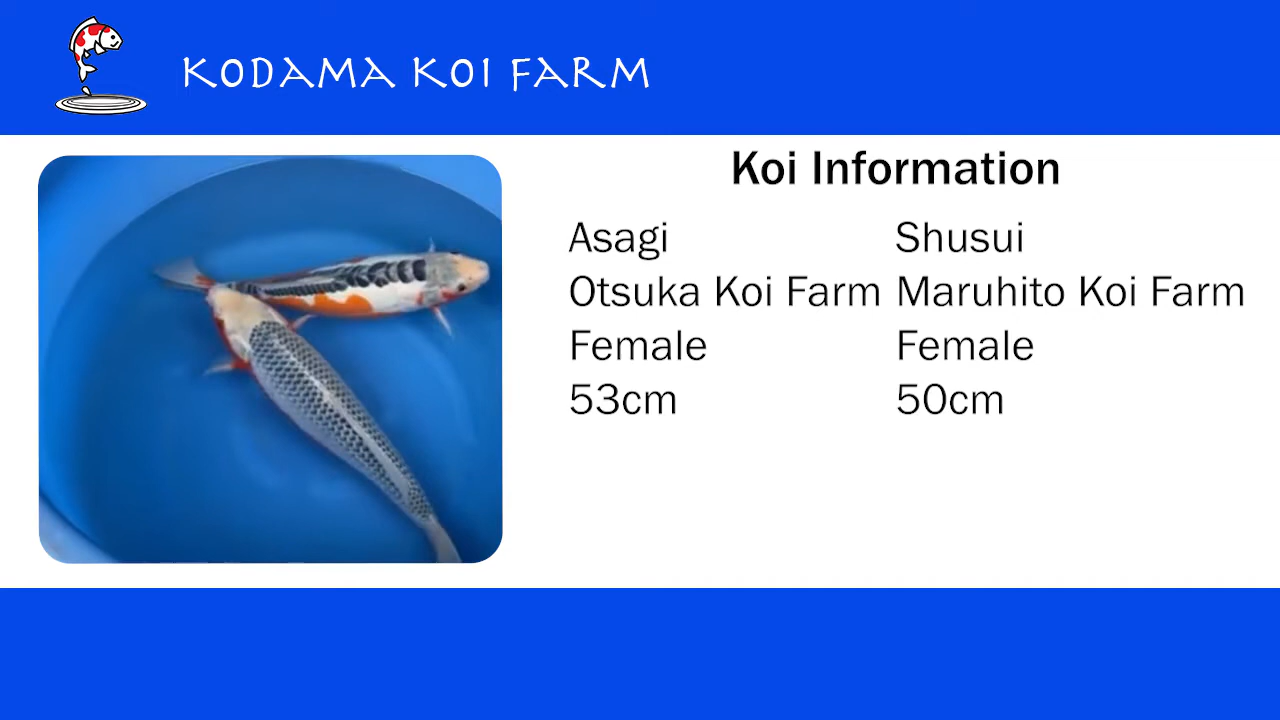 KODAMA KOI FARM
Koi Information
Asagi
Otsuka Koi Farm
Female
53cm
Shusui
Maruhito Koi Farm
Female
50cm